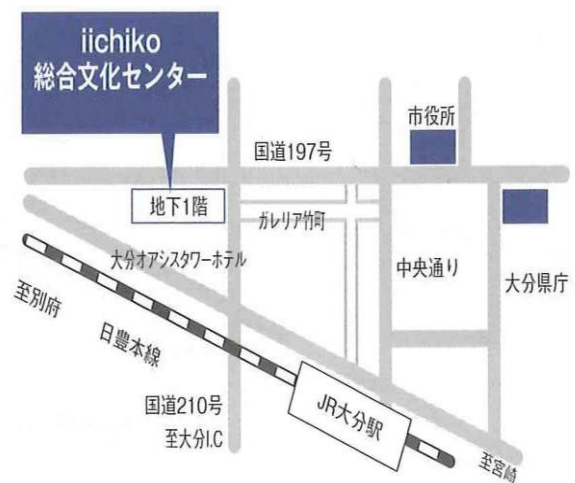 iichiko
総合文化センター
市役所
国道197号
地下1階
ガレリア竹町
大分オアシスタワーホテル
中央通り
大分県庁
至別府
日豊本線
国道210号
至大分I.C
JR大分駅
至宮崎